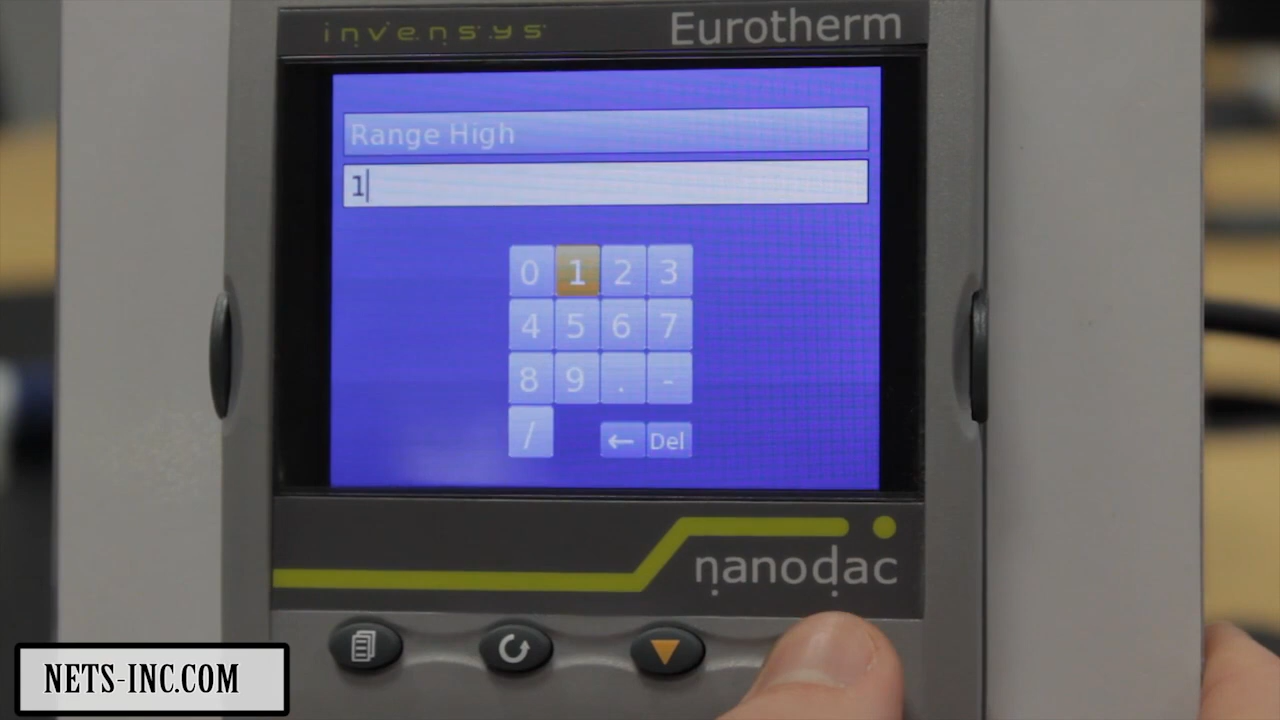 invensys
Eurotherm
Range High
1
0 1 2 3
4 5 6 7
8 9 . -
/ ← Del
nanodac
NETS-INC.COM